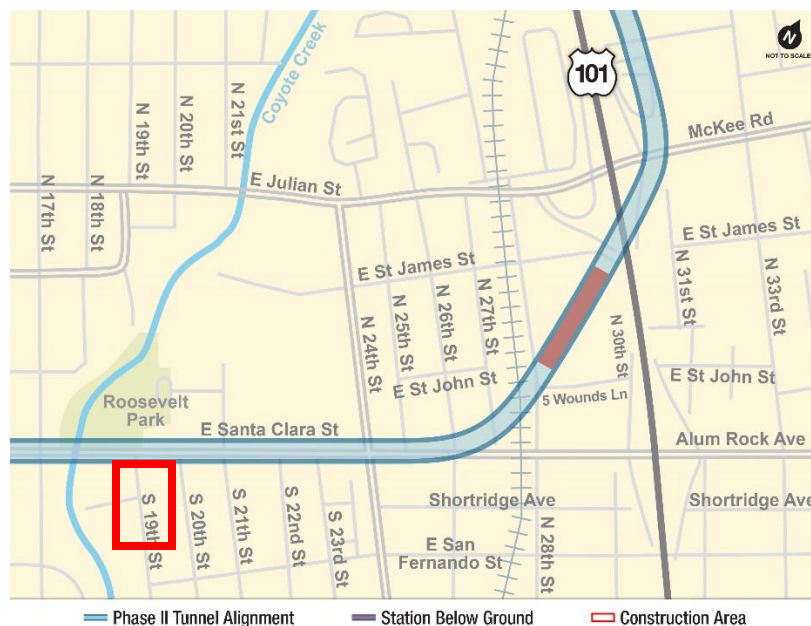 N
NOT TO SCALE
101
Coyote Creek
N 17th St
N 18th St
N 19th St
N 20th St
N 21st St
McKee Rd
E Julian St
E St James St
E St James St
N 24th St
N 25th St
N 26th St
N 27th St
N 30th St
N 31st St
N 33rd St
E St John St
E St John St
5 Wounds Ln
Roosevelt
Park
E Santa Clara St
Alum Rock Ave
S 19th St
S 20th St
S 21th St
S 22nd St
S 23rd St
Shortridge Ave
Shortridge Ave
E San
Fernando St
N 28th St
Phase II Tunnel Alignment
Station Below Ground
Construction Area